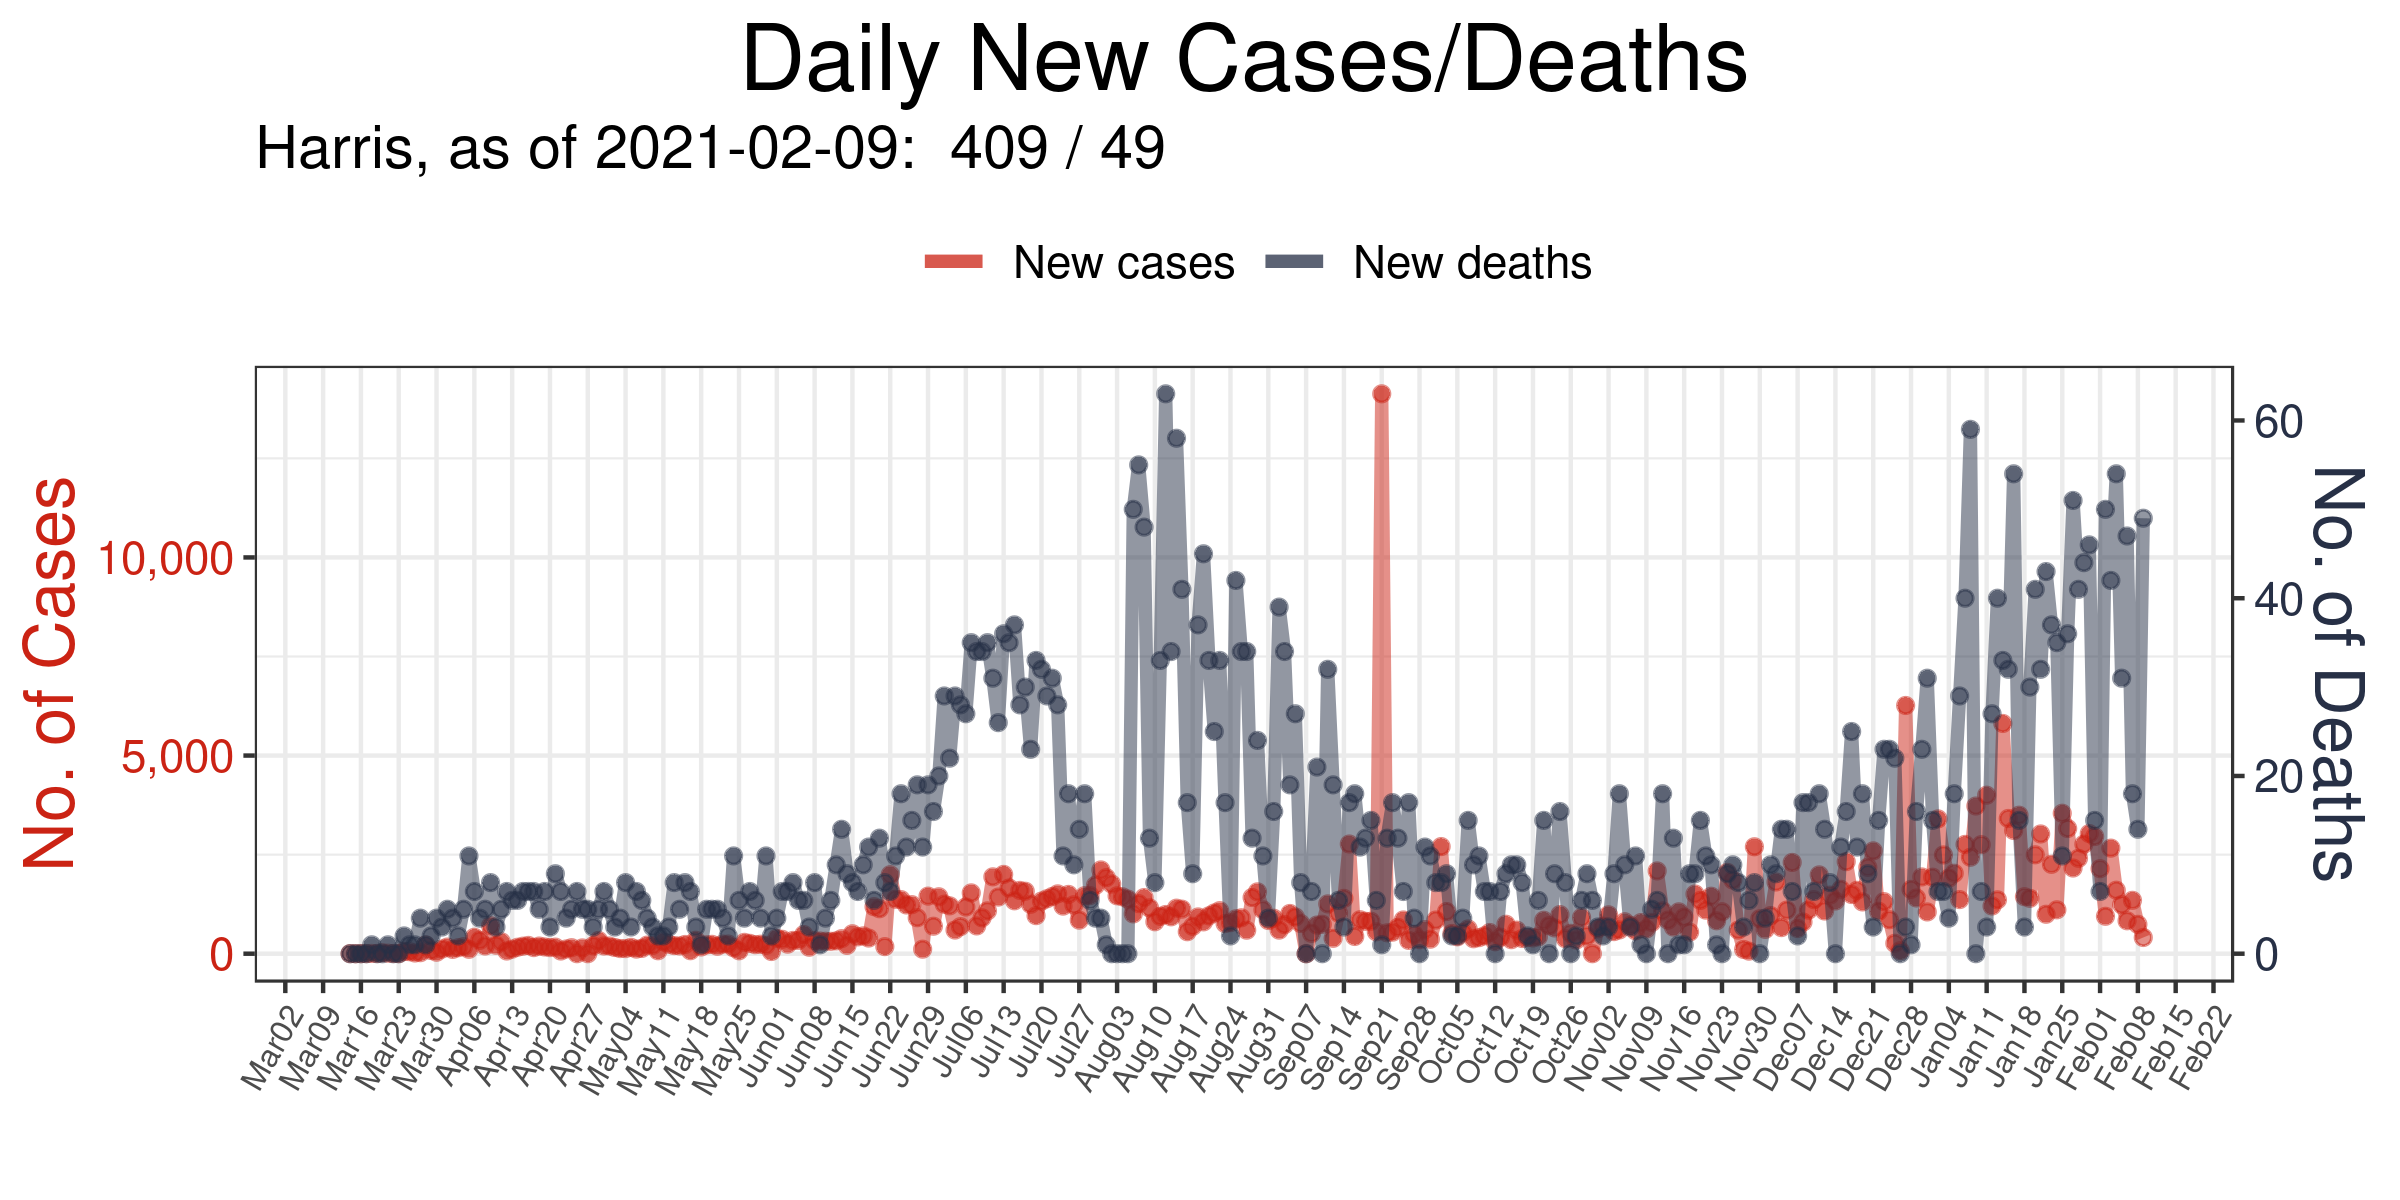 Daily New Cases/Deaths
Harris, as of 2021-02-09:  409 / 49
New cases New deaths
No. of Cases
10,000
5,000
0
60
40
20
0
No. of Deaths
Mar02 Mar09 Mar16 Mar23 Mar30 Apr06 Apr13 Apr20 Apr27 May04 May11 May18 May25 Jun01 Jun08 Jun15 Jun22 Jun29 Jul06 Jul13 Jul20 Jul27 Aug03 Aug10 Aug17 Aug24 Aug31 Sep07 Sep14 Sep21 Sep28 Oct05 Oct12 Oct19 Oct26 Nov02 Nov09 Nov16 Nov23 Nov30 Dec07 Dec14 Dec21 Dec28 Jan04 Jan11 Jan18 Jan25 Feb01 Feb08 Feb15 Feb22